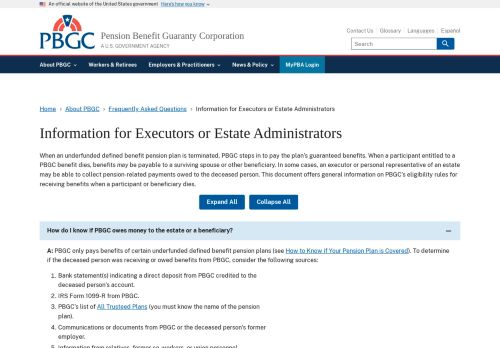 An official website of the United States government Here's how you know
PBGC
Pension Benefit Guaranty Corporation
A U.S. GOVERNMENT AGENCY
Contact Us Glossary Languages Español
Search
About PBGC Workers & Retirees Employers & Practitioners News & Policy MyPBA Login
Home About PBGC Frequently Asked Questions Information for Executors or Estate Administrators
Information for Executors or Estate Administrators
When an underfunded defined benefit pension plan is terminated, PBGC steps in to pay the plan's guaranteed benefits. When a participant entitled to a
PBGC benefit dies, benefits may be payable to a surviving spouse or other beneficiary. In some cases, an executor or personal representative of an estate
may be able to collect pension-related payments owed to the deceased person. This document offers general information on PBGC's eligibility rules for
receiving benefits when a participant or beneficiary dies.
Expand All Collapse All
How do I know if PBGC owes money to the estate or a beneficiary?
A: PBGC only pays benefits of certain underfunded defined benefit pension plans (see How to Know if Your Pension Plan is Covered). To determine
if the deceased person was receiving or owed benefits from PBGC, consider the following sources:
1. Bank statement(s) indicating a direct deposit from PBGC credited to the
deceased person's account.
2. IRS Form 1099-R from PBGC.
3. PBGC's list of All Trusteed Plans (you must know the name of the pension
plan).
4. Communications or documents from PBGC or the deceased person's former
employer.
5. Information from relatives, former co-workers, or union personnel